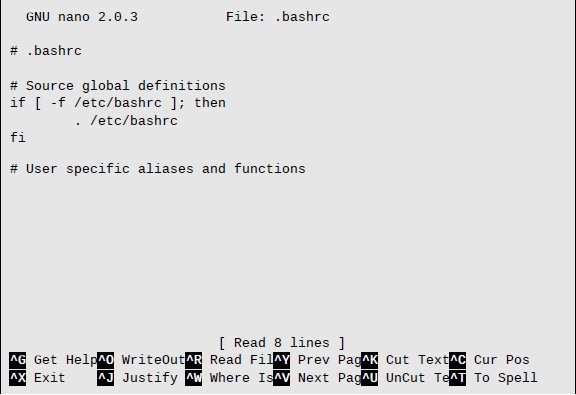 GNU nano 2.0.3 File: .bashrc
# .bashrc
# Source global definitions
if [ -f /etc/bashrc ]; then
. /etc/bashrc
fi
# User specific aliases and functions
[ Read 8 lines ]
^G Get Help ^O WriteOut ^R Read Fil ^Y Prev Pag ^K Cut Text ^C Cur Pos
^X Exit ^J Justify ^W Where Is ^V Next Pag ^U UnCut Te ^T To Spell